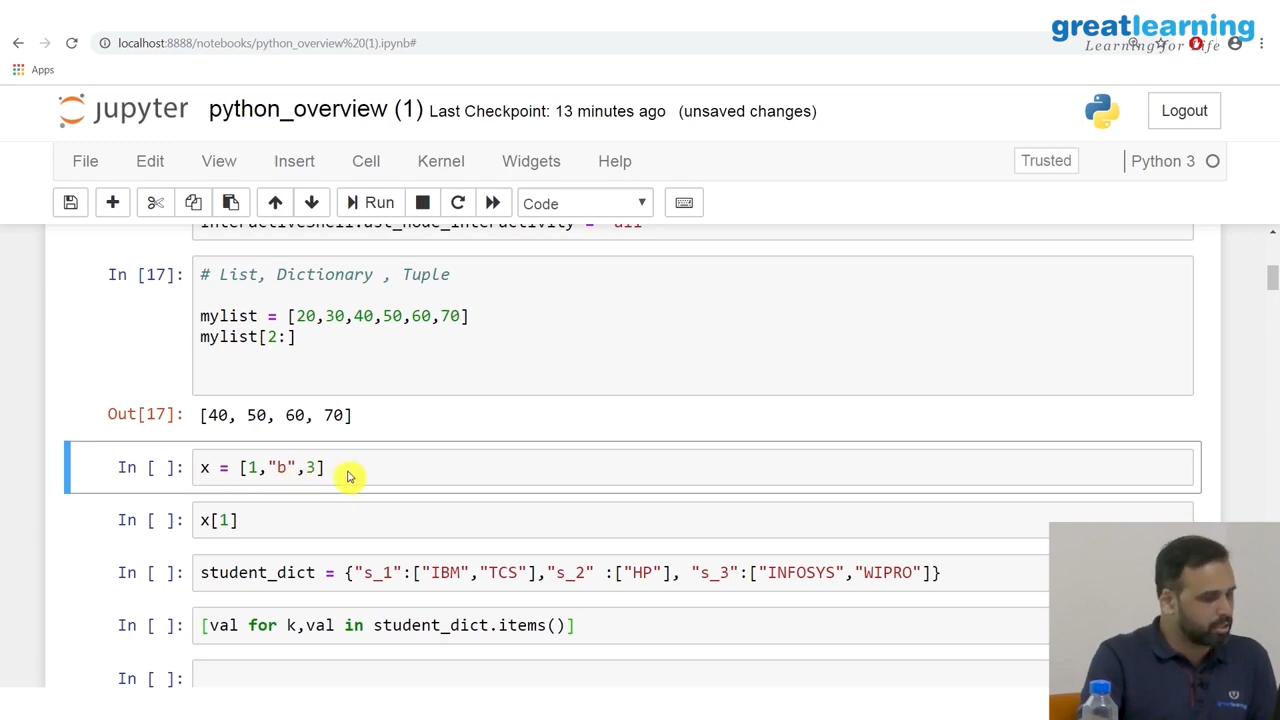 greatlearning
Learning for Life
localhost:8888/notebooks/python_overview%20(1).ipynb#
Apps
jupyter python_overview (1) Last Checkpoint: 13 minutes ago (unsaved changes)
Logout
File Edit View Insert Cell Kernel Widgets Help
Trusted
Python 3
Run
Code
InteractiveShell.ast_node_interactivity = "all"
In [17]: # List, Dictionary , Tuple
mylist = [20,30,40,50,60,70]
mylist[2:]
Out[17]: [40, 50, 60, 70]
In [ ]: x = [1,"b",3]
In [ ]: x[1]
In [ ]: student_dict = {"s_1":["IBM","TCS"],"s_2" :["HP"], "s_3":["INFOSYS","WIPRO"]}
In [ ]: [val for k,val in student_dict.items()]
In [ ]:
greatlearning